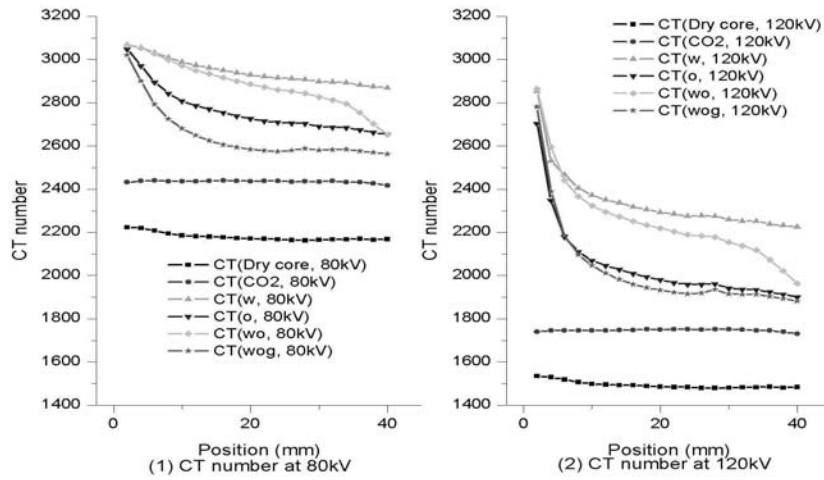 3200
3000
2800
2600
2400
2200
2000
1800
1600
1400
CT number
CT(Dry core, 80kV)
CT(CO2, 80kV)
CT(w, 80kV)
CT(o, 80kV)
CT(wo, 80kV)
CT(wog, 80kV)
0 20 40
Position (mm)
(1) CT number at 80kV
3200
3000
2800
2600
2400
2200
2000
1800
1600
1400
CT number
CT(Dry core, 120kV)
CT(CO2, 120kV)
CT(w, 120kV)
CT(o, 120kV)
CT(wo, 120kV)
CT(wog, 120kV)
0 20 40
Position (mm)
(2) CT number at 120kV